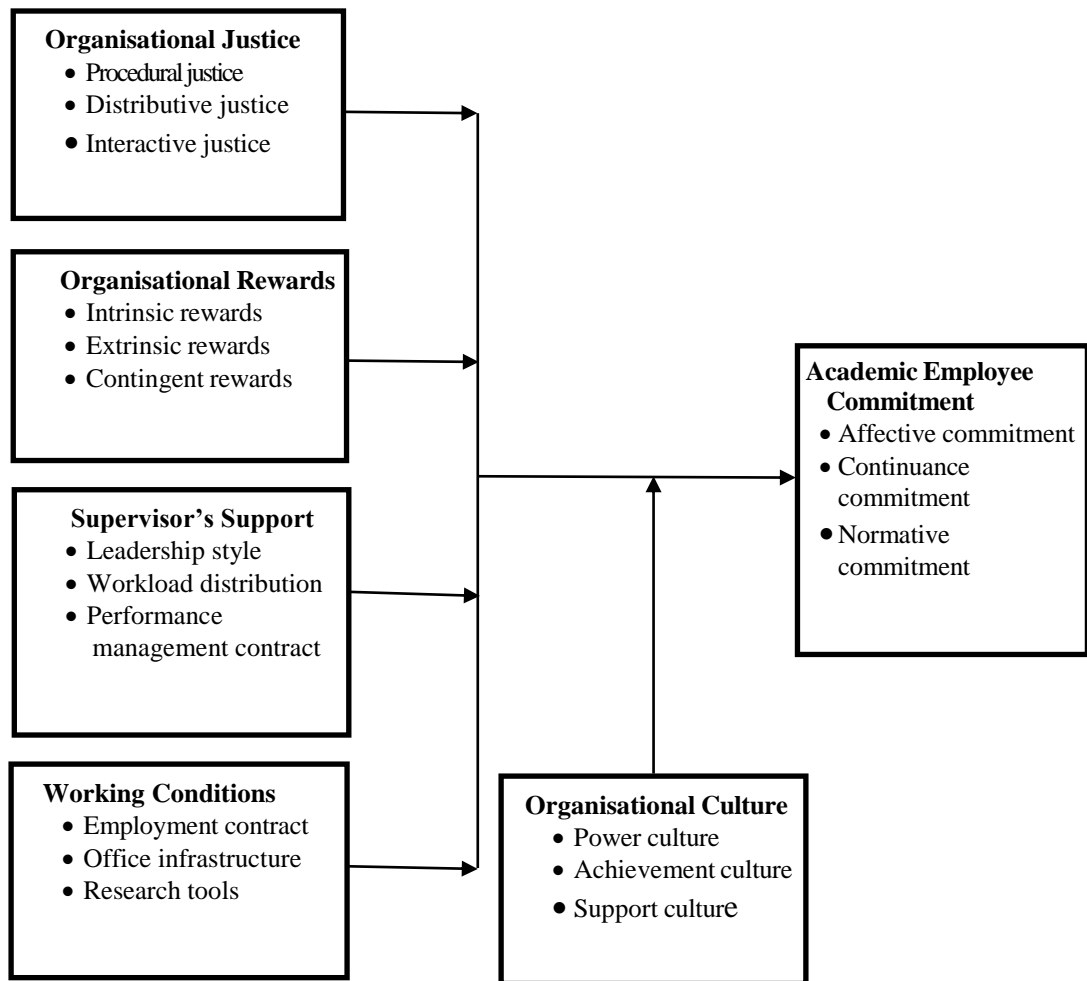 Organisational Justice
• Procedural justice
• Distributive justice
• Interactive justice
Organisational Rewards
• Intrinsic rewards
• Extrinsic rewards
• Contingent rewards
Supervisor’s Support
• Leadership style
• Workload distribution
• Performance
management contract
Working Conditions
• Employment contract
• Office infrastructure
• Research tools
Organisational Culture
• Power culture
• Achievement culture
• Support culture
Academic Employee
Commitment
• Affective commitment
• Continuance
commitment
• Normative
commitment